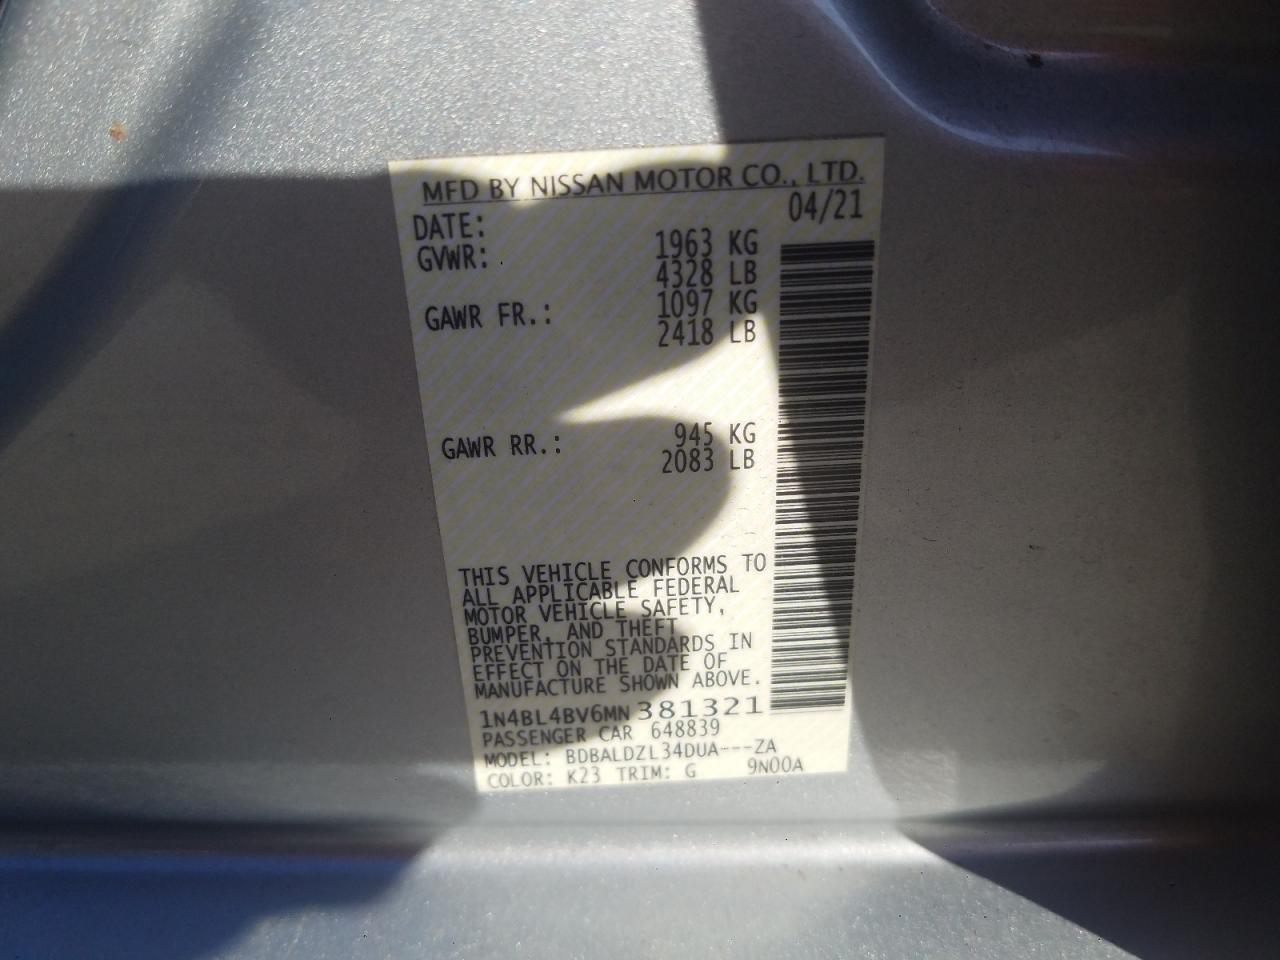 MFD BY NISSAN MOTOR CO., LTD.
DATE: 04/21
GVWR: 1963 KG
4328 LB
GAWR FR.: 1097 KG
2418 LB
GAWR RR.: 945 KG
2083 LB
THIS VEHICLE CONFORMS TO
ALL APPLICABLE FEDERAL
MOTOR VEHICLE SAFETY,
BUMPER, AND THEFT
PREVENTION STANDARDS IN
EFFECT ON THE DATE OF
MANUFACTURE SHOWN ABOVE.
1N4BL4BV6MN381321
PASSENGER CAR 648839
MODEL: BDBALDZL34DUA---ZA
COLOR: K23 TRIM: G 9N00A